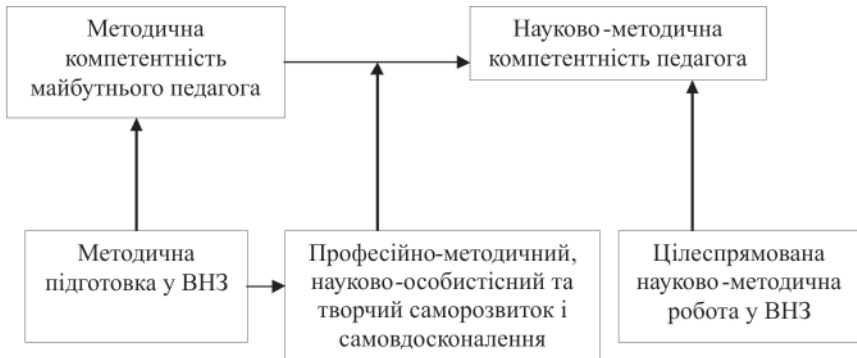 Методична
компетентність
майбутнього педагога
Науково-методична
компетентність педагога
Методична
підготовка у ВНЗ
Професійно-методичний,
науково-особистісний та
творчий саморозвиток і
самовдосконалення
Цілеспрямована
науково-методична
робота у ВНЗ